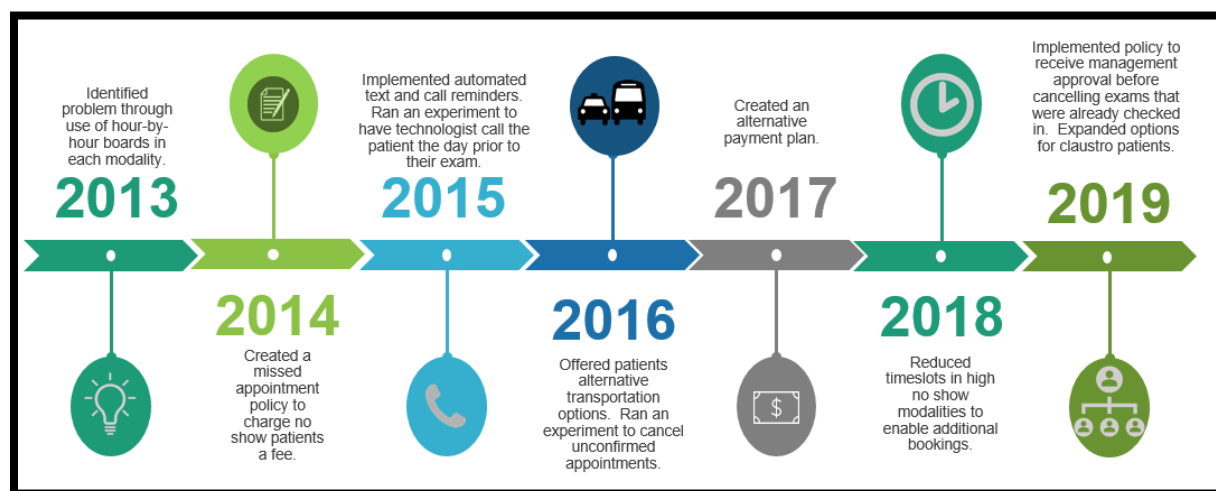 Identified
problem through
use of hour-by-
hour boards in
each modality.
2013
2014
Created a
missed
appointment
policy to
charge no
show patients
a fee.
Implemented automated
text and call reminders.
Ran an experiment to
have technologist call the
patient the day prior to
their exam.
2015
2016
Offered patients
alternative
transportation
options.  Ran an
experiment to cancel
unconfirmed
appointments.
Created an
alternative
payment plan.
2017
$
2018
Reduced
timeslots in high
no show
modalities to
enable additional
bookings.
Implemented policy to
receive management
approval before
cancelling exams that
were already checked
in.  Expanded options
for claustro patients.
2019